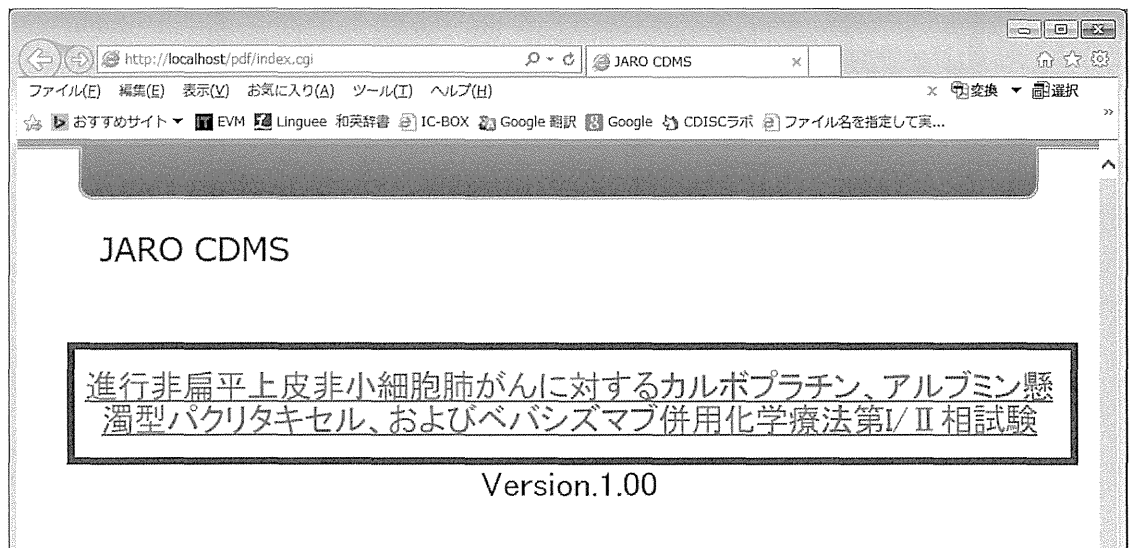 http://localhost/pdf/index.cgi
JARO CDMS
ファイル(F) 編集(E) 表示(V) お気に入り(A) ツール(T) ヘルプ(H) × 変換 ▼ 選択
おすすめサイト ▼ EVM Linguee 和英辞書 IC-BOX Google 翻訳 Google CDISCラボ ファイル名を指定して実...
JARO CDMS
進行非扁平上皮非小細胞肺がんに対するカルボプラチン、アルブミン懸
濁型パクリタキセル、およびベバシズマブ併用化学療法第I/Ⅱ相試験
Version.1.00